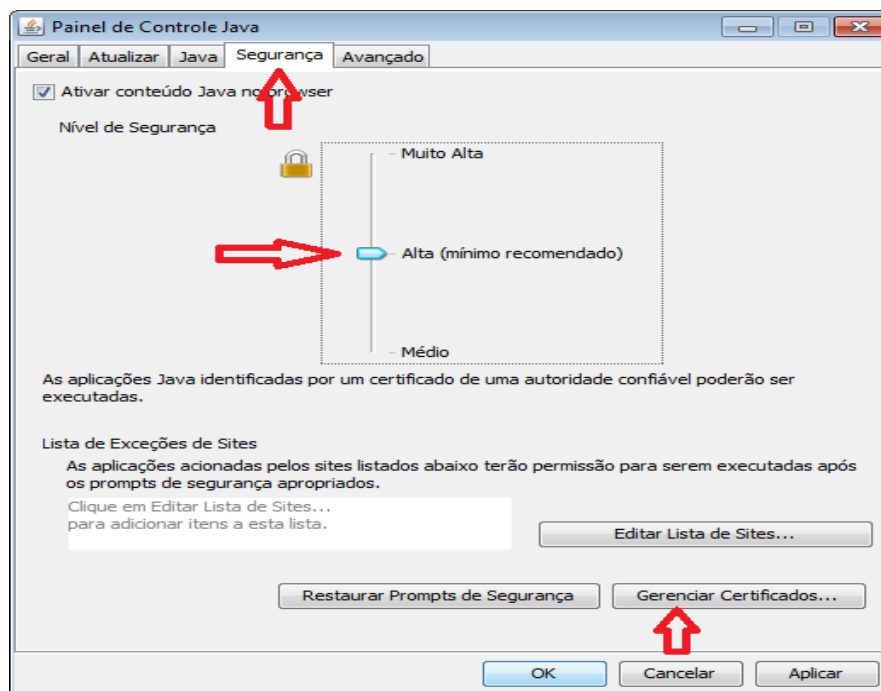 Painel de Controle Java
Geral Atualizar Java Segurança Avançado
Ativar conteúdo Java no browser
Nível de Segurança
Muito Alta
Alta (mínimo recomendado)
Médio
As aplicações Java identificadas por um certificado de uma autoridade confiável poderão ser
executadas.
Lista de Exceções de Sites
As aplicações acionadas pelos sites listados abaixo terão permissão para serem executadas após
os prompts de segurança apropriados.
Clique em Editar Lista de Sites...
para adicionar itens a esta lista.
Editar Lista de Sites...
Restaurar Prompts de Segurança Gerenciar Certificados...
OK Cancelar Aplicar